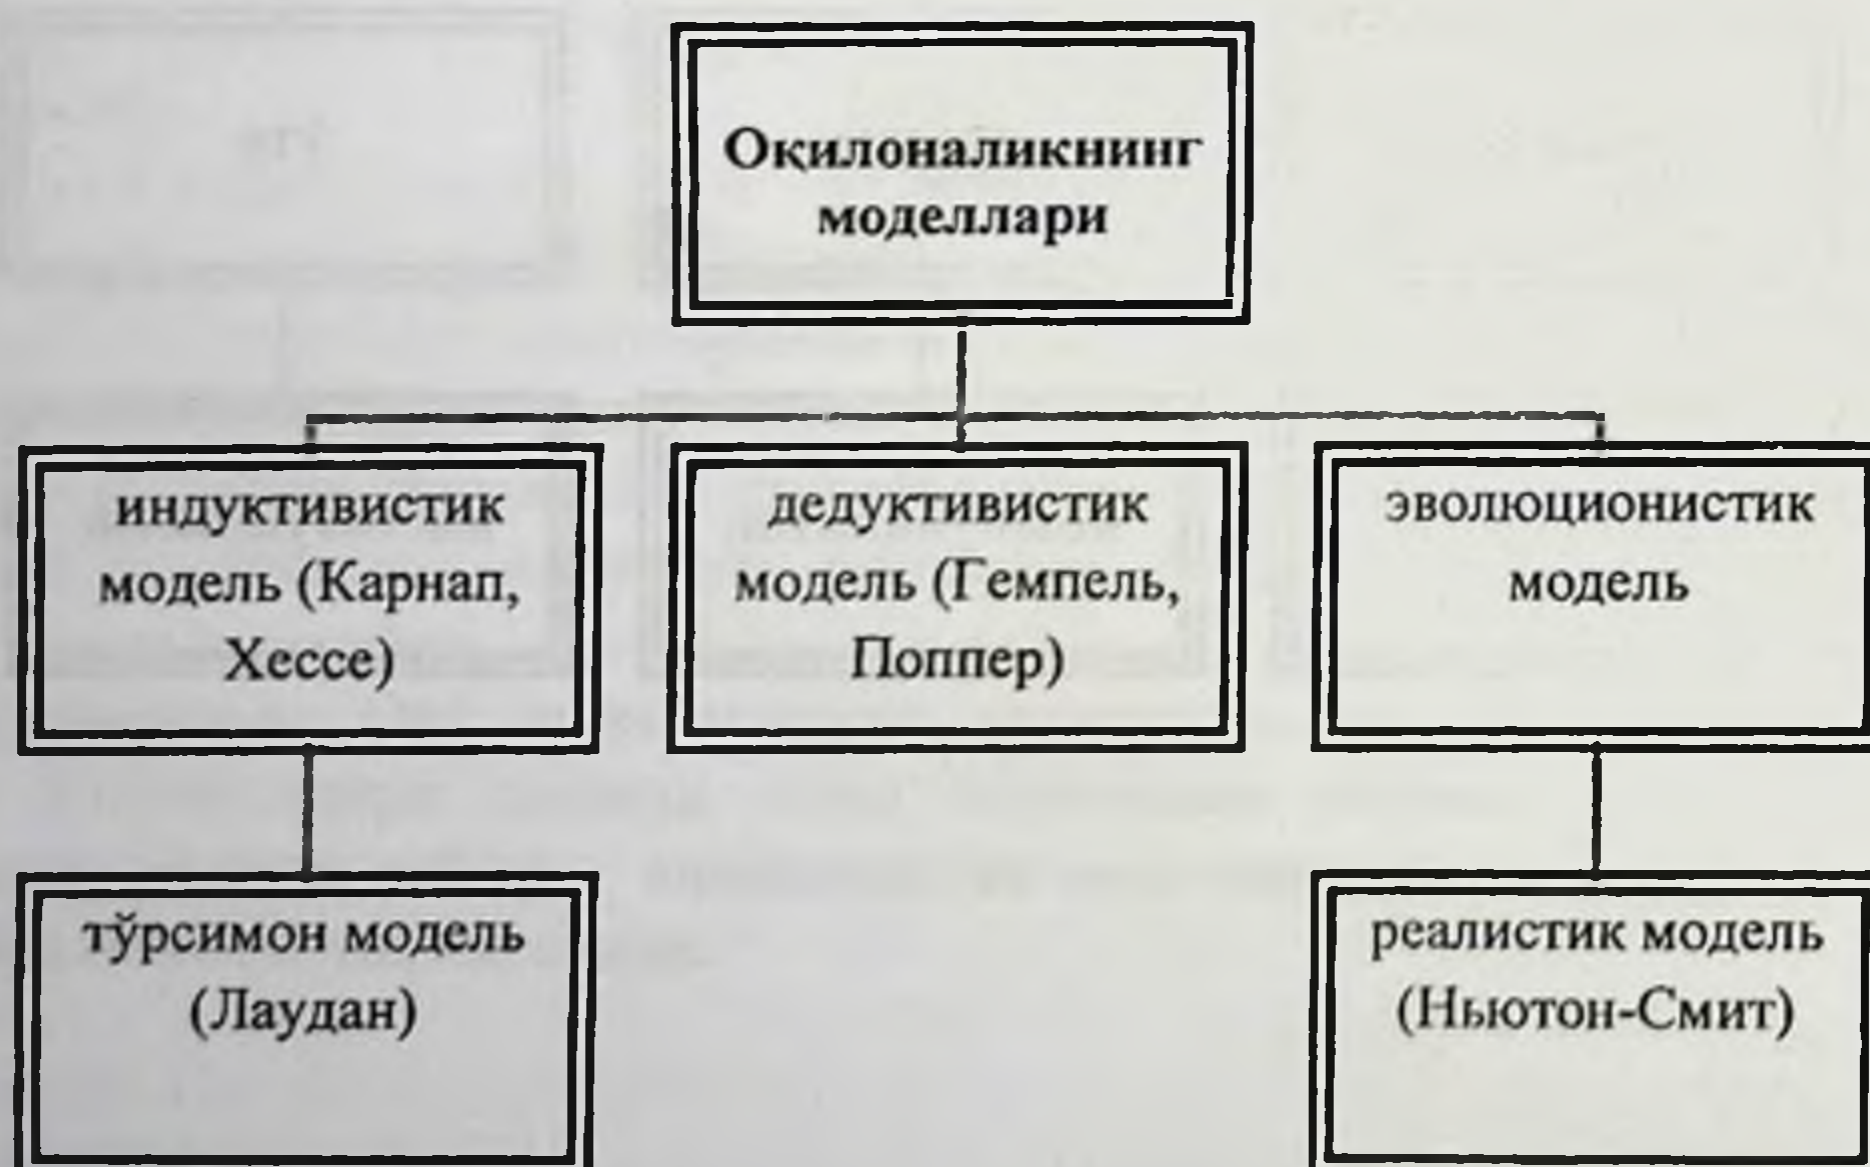 Оқилоналикнинг
моделлари
индуктивистик
модель (Карнап,
Хессе)
дедуктивистик
модель (Гемпель,
Поппер)
эволюционистик
модель
тўрсимон модель
(Лаудан)
реалистик модель
(Ньютон-Смит)